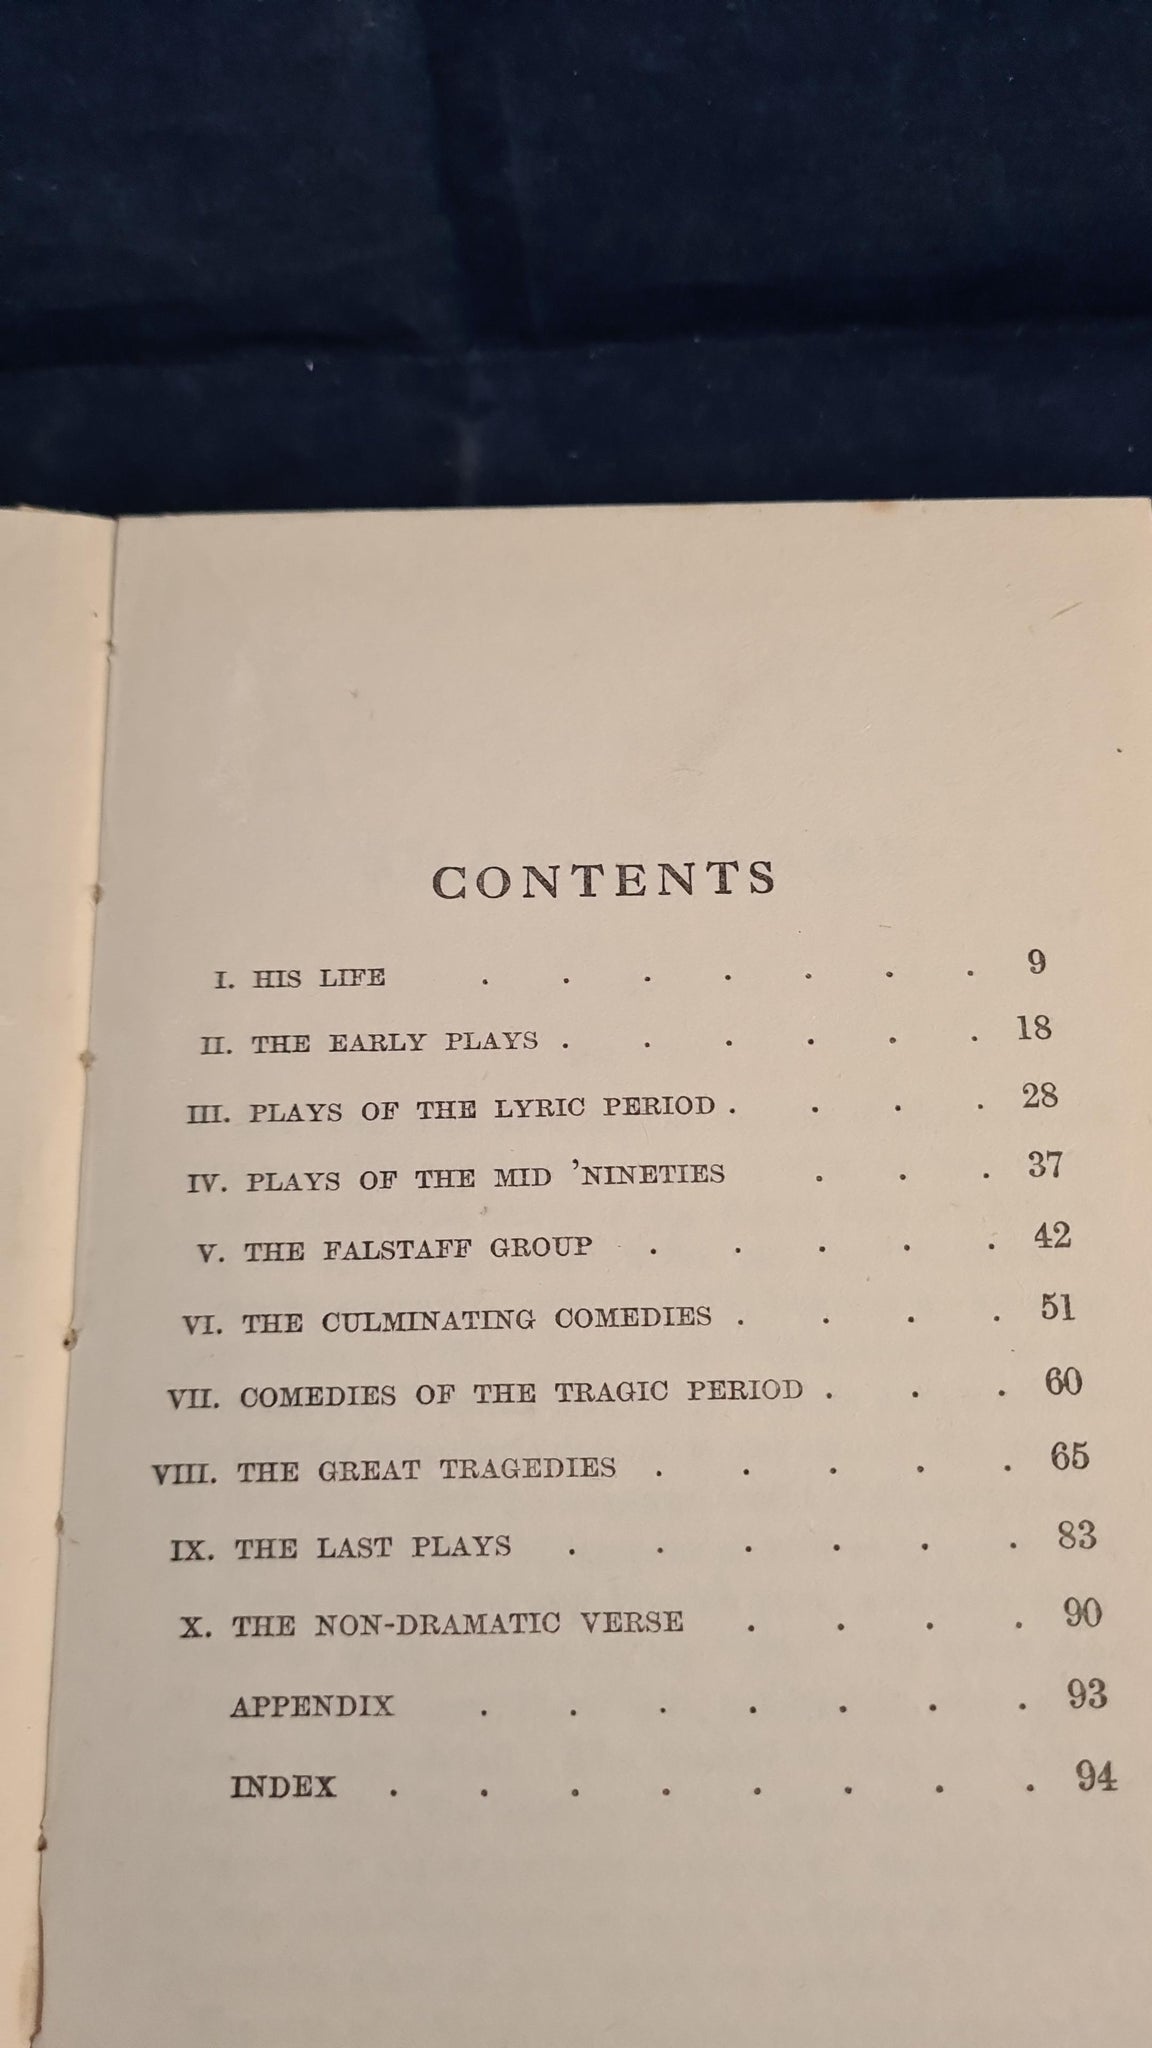 CONTENTS
I. HIS LIFE . . . . . . . 9
II. THE EARLY PLAYS . . . . . . 18
III. PLAYS OF THE LYRIC PERIOD . . . . 28
IV. PLAYS OF THE MID 'NINETIES . . . 37
V. THE FALSTAFF GROUP . . . . . 42
VI. THE CULMINATING COMEDIES . . . . 51
VII. COMEDIES OF THE TRAGIC PERIOD . . . 60
VIII. THE GREAT TRAGEDIES . . . . . 65
IX. THE LAST PLAYS . . . . . . 83
X. THE NON-DRAMATIC VERSE . . . . 90
APPENDIX . . . . . . . 93
INDEX . . . . . . . . 94